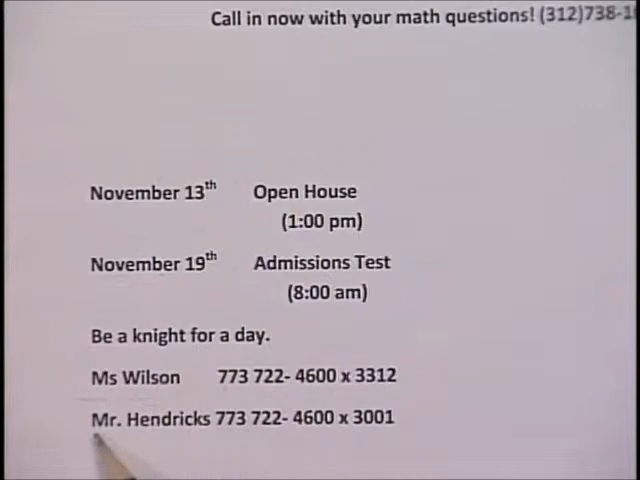 Call in now with your math questions! (312)738-1
November 13th Open House
(1:00 pm)
November 19th Admissions Test
(8:00 am)
Be a knight for a day.
Ms Wilson 773 722- 4600 x 3312
Mr. Hendricks 773 722- 4600 x 3001